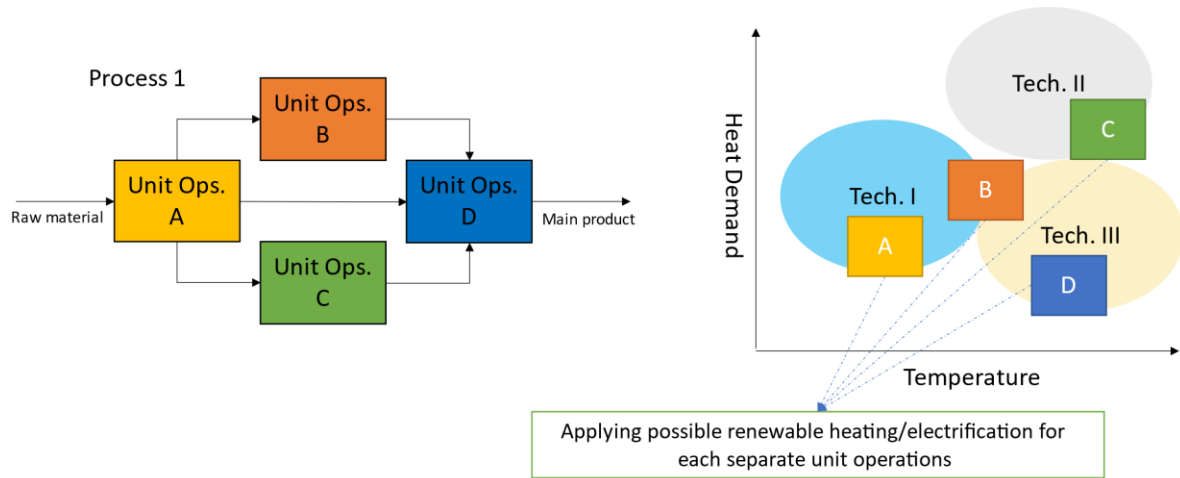 Process 1
Raw material
Unit Ops.
A
Unit Ops.
B
Unit Ops.
C
Unit Ops.
D
Main product
Heat Demand
Tech. I
Tech. II
Tech. III
A
B
C
D
Temperature
Applying possible renewable heating/electrification for
each separate unit operations